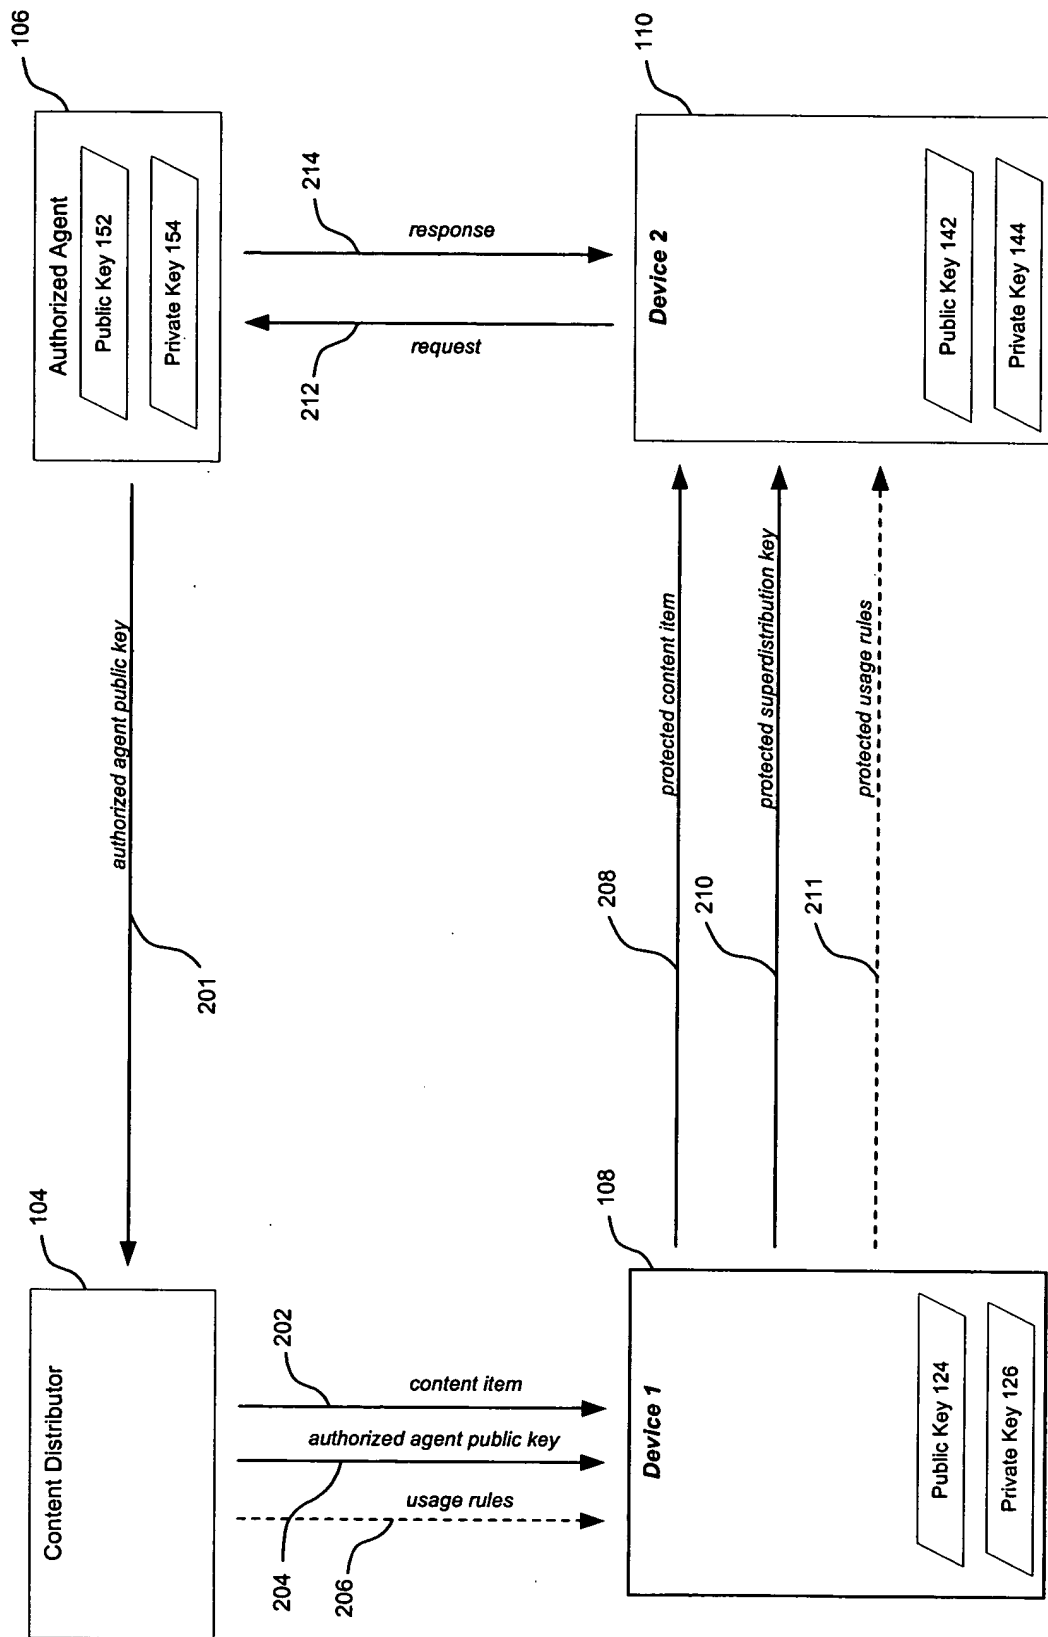 Content Distributor
104
201
authorized agent public key
Authorized Agent
106
Public Key 152
Private Key 154
202
content item
authorized agent public key
usage rules
204
206
214
response
request
212
Device 1
108
Public Key 124
Private Key 126
208
protected content item
210
protected superdistribution key
211
protected usage rules
Device 2
110
Public Key 142
Private Key 144